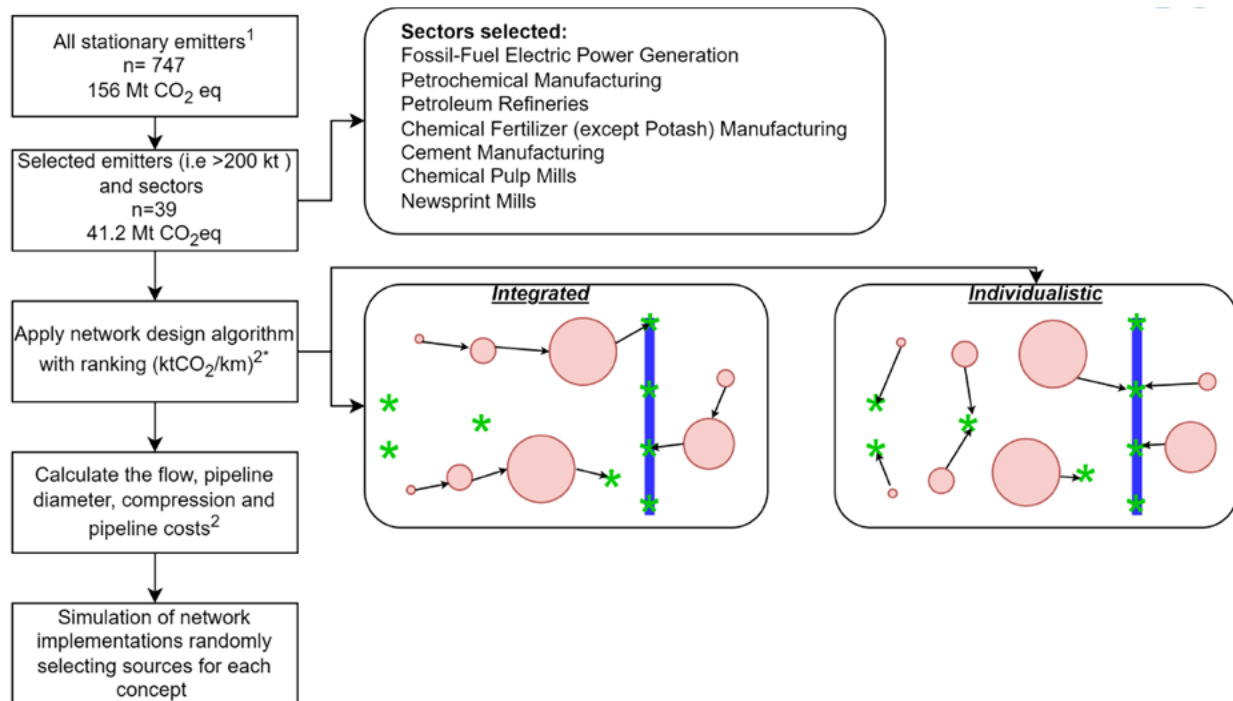 All stationary emitters1
n= 747
156 Mt CO2 eq
Sectors selected:
Fossil-Fuel Electric Power Generation
Petrochemical Manufacturing
Petroleum Refineries
Chemical Fertilizer (except Potash) Manufacturing
Cement Manufacturing
Chemical Pulp Mills
Newsprint Mills
Selected emitters (i.e >200 kt )
and sectors
n=39
41.2 Mt CO2eq
Apply network design algorithm
with ranking (ktCO2/km)2*
Integrated
Individualistic
Calculate the flow, pipeline
diameter, compression and
pipeline costs2
Simulation of network
implementations randomly
selecting sources for each
concept